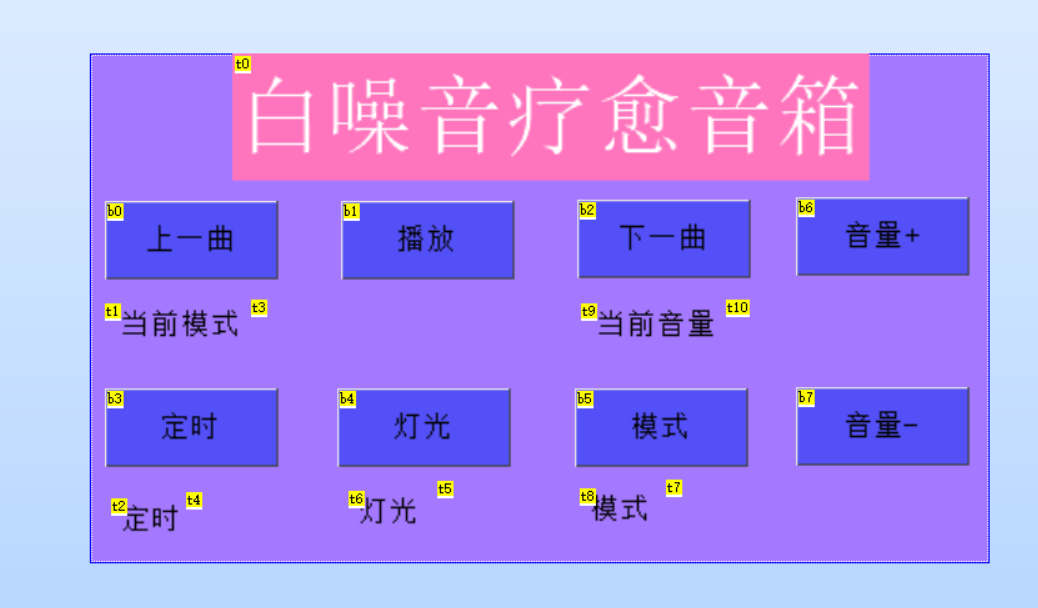 t0
白噪音疗愈音箱
b0 上一曲
b1 播放
b2 下一曲
b6 音量+
t1 当前模式 t3
t9 当前音量 t10
b3 定时
b4 灯光
b5 模式
b7 音量-
t2 定时 t4
t6 灯光 t5
t8 模式 t7